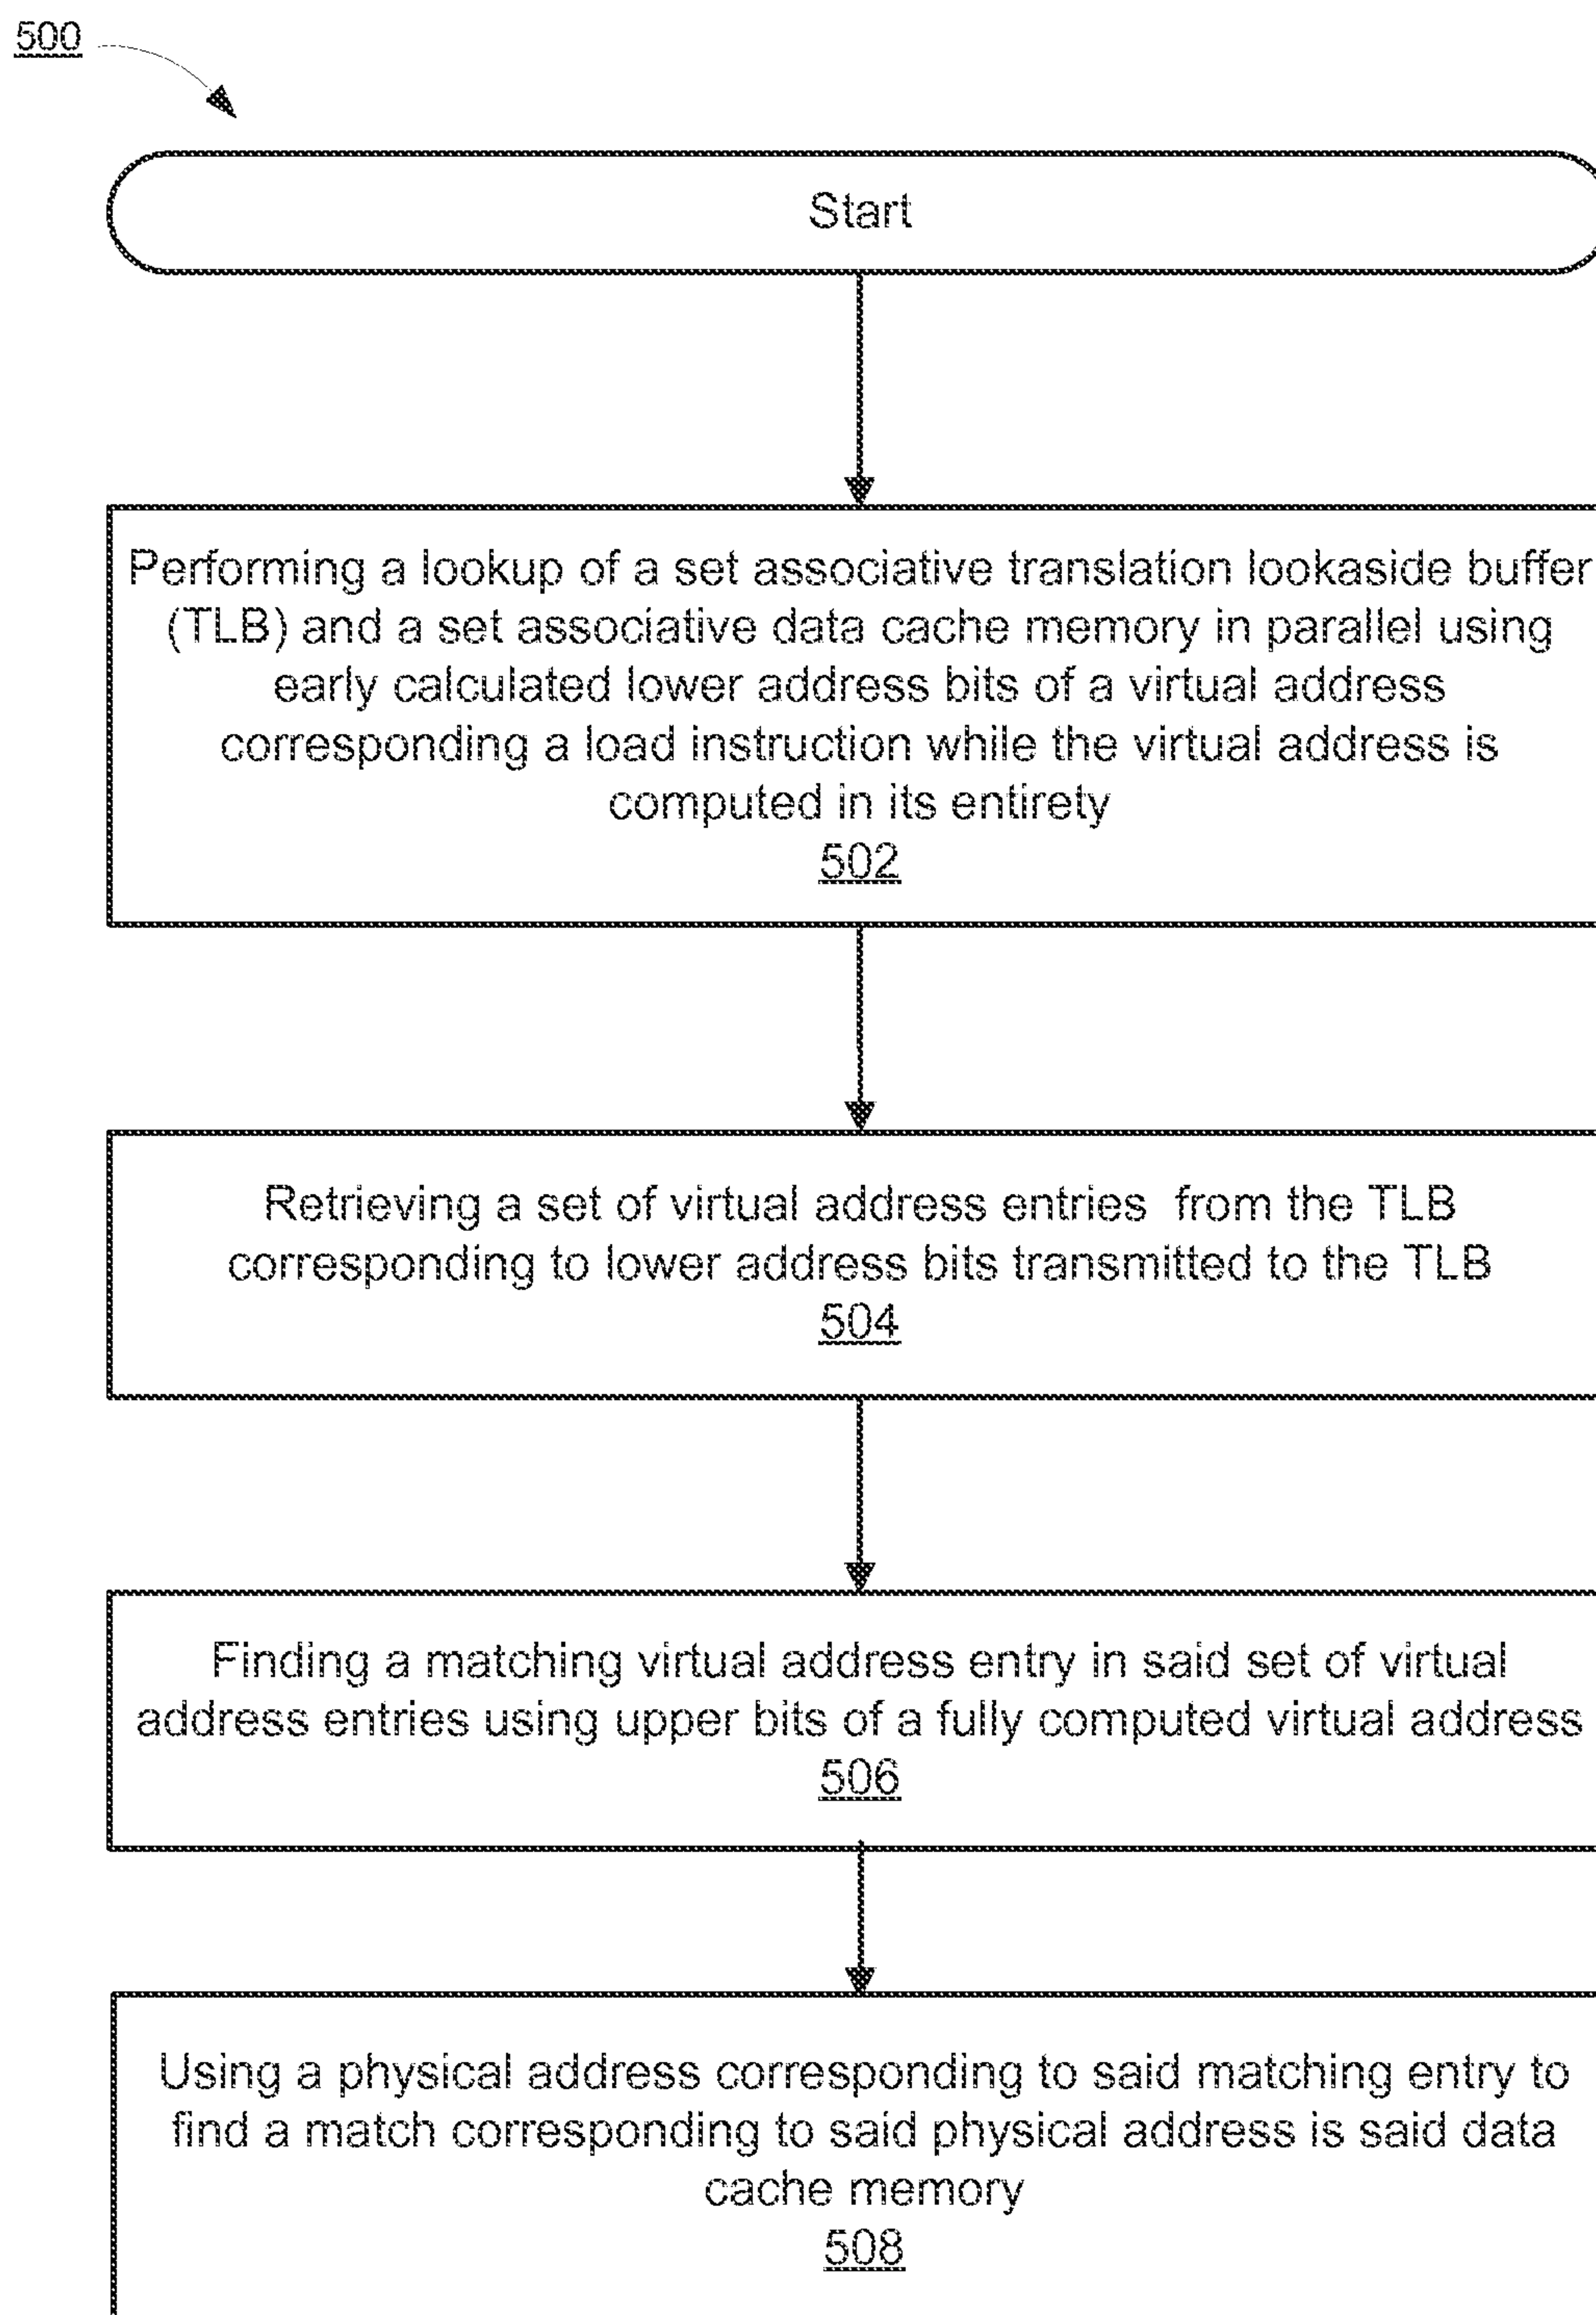 500
Start
Performing a lookup of a set associative translation lookaside buffer
(TLB) and a set associative data cache memory in parallel using
early calculated lower address bits of a virtual address
corresponding a load instruction while the virtual address is
computed in its entirety
502
Retrieving a set of virtual address entries from the TLB
corresponding to lower address bits transmitted to the TLB
504
Finding a matching virtual address entry in said set of virtual
address entries using upper bits of a fully computed virtual address
506
Using a physical address corresponding to said matching entry to
find a match corresponding to said physical address is said data
cache memory
508